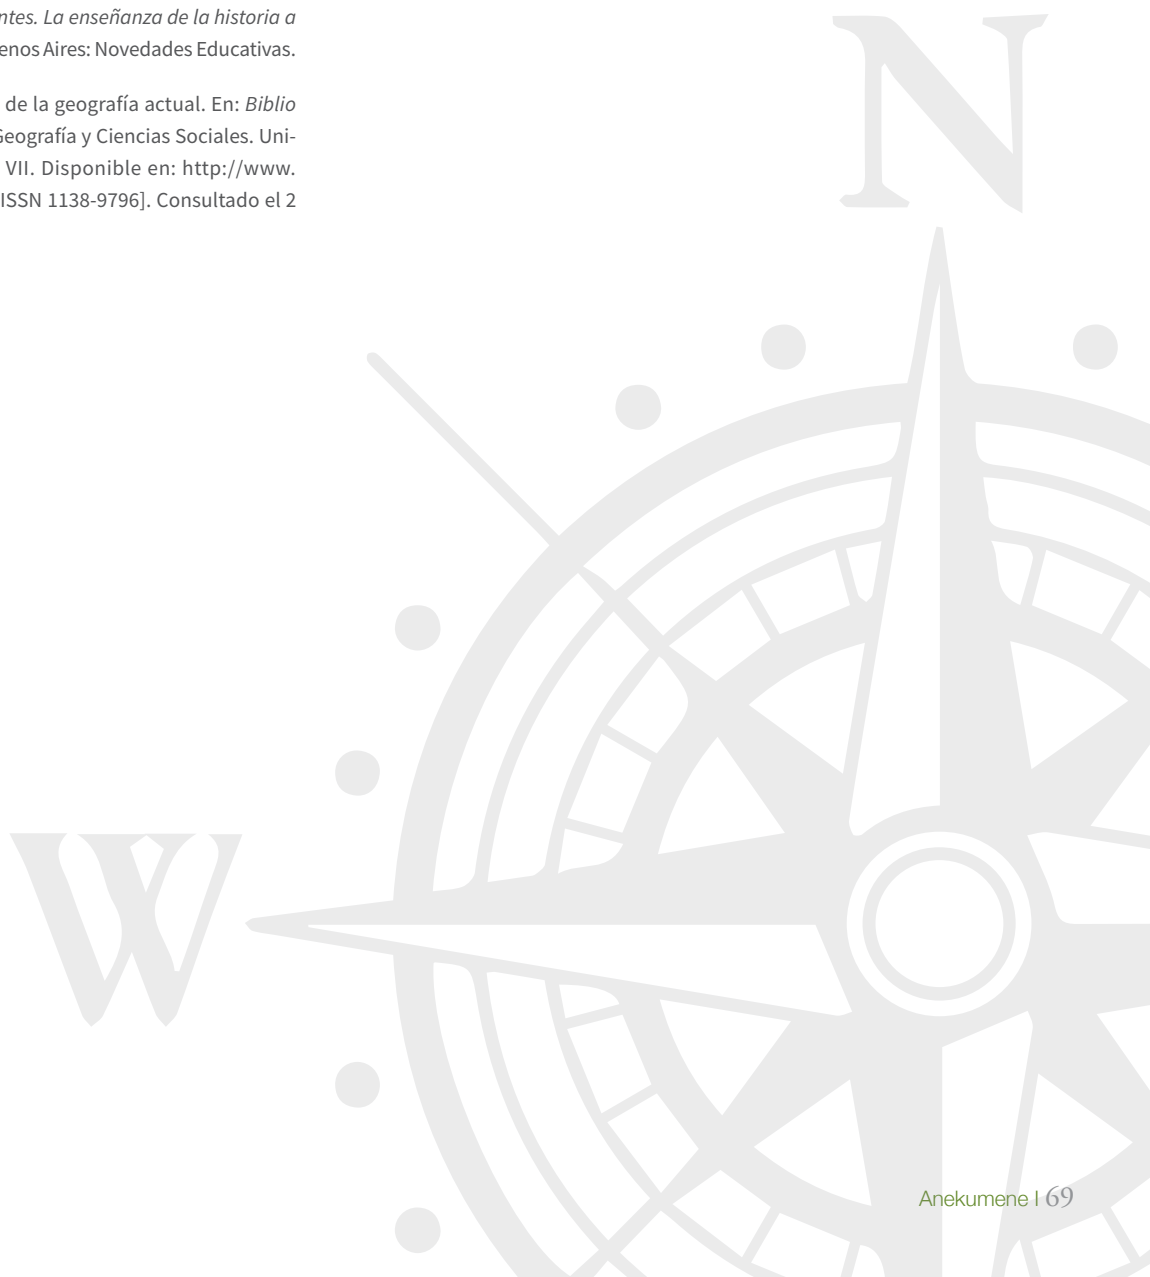 ntes. La enseñanza de la historia a
enos Aires: Novedades Educativas.
de la geografía actual. En: Biblio
Geografía y Ciencias Sociales. Uni-
VII. Disponible en: http://www.
ISSN 1138-9796]. Consultado el 2
N
W
Anekumene I 69